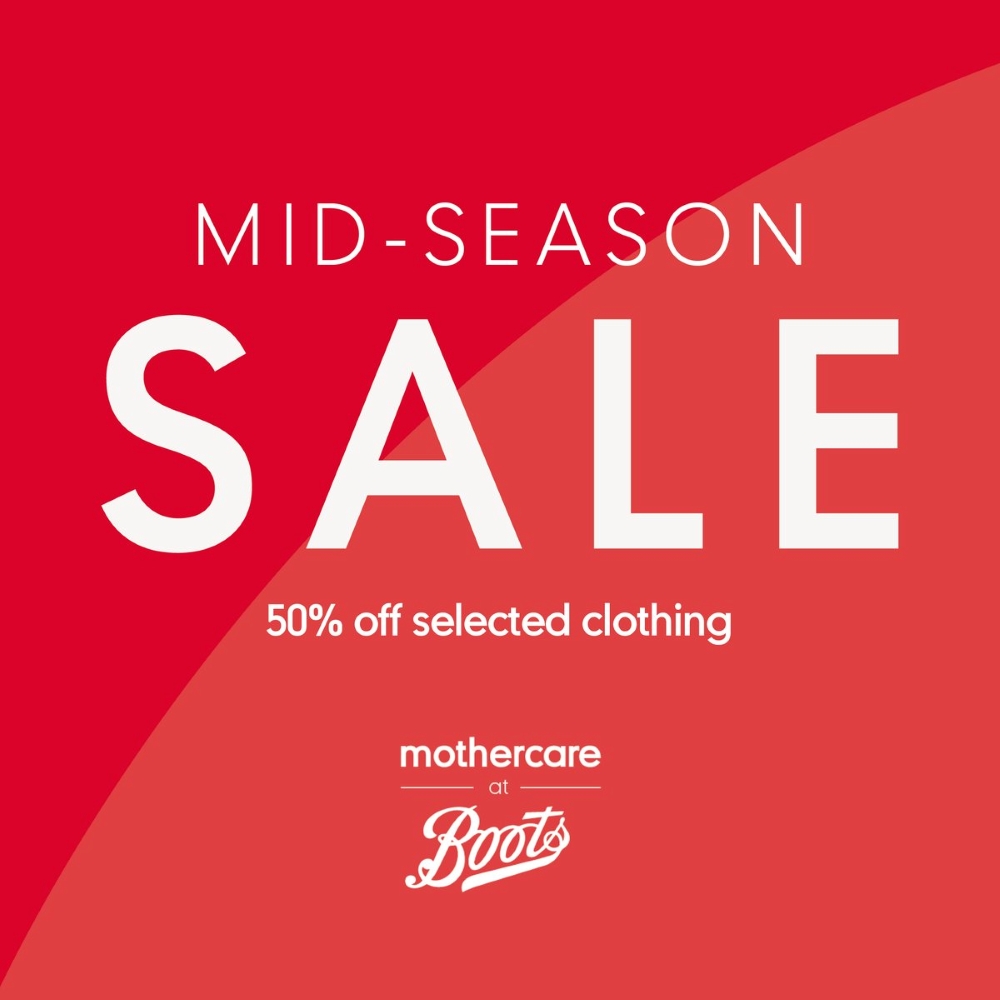 MID-SEASON
SALE
50% off selected clothing
mothercare
at
Boots